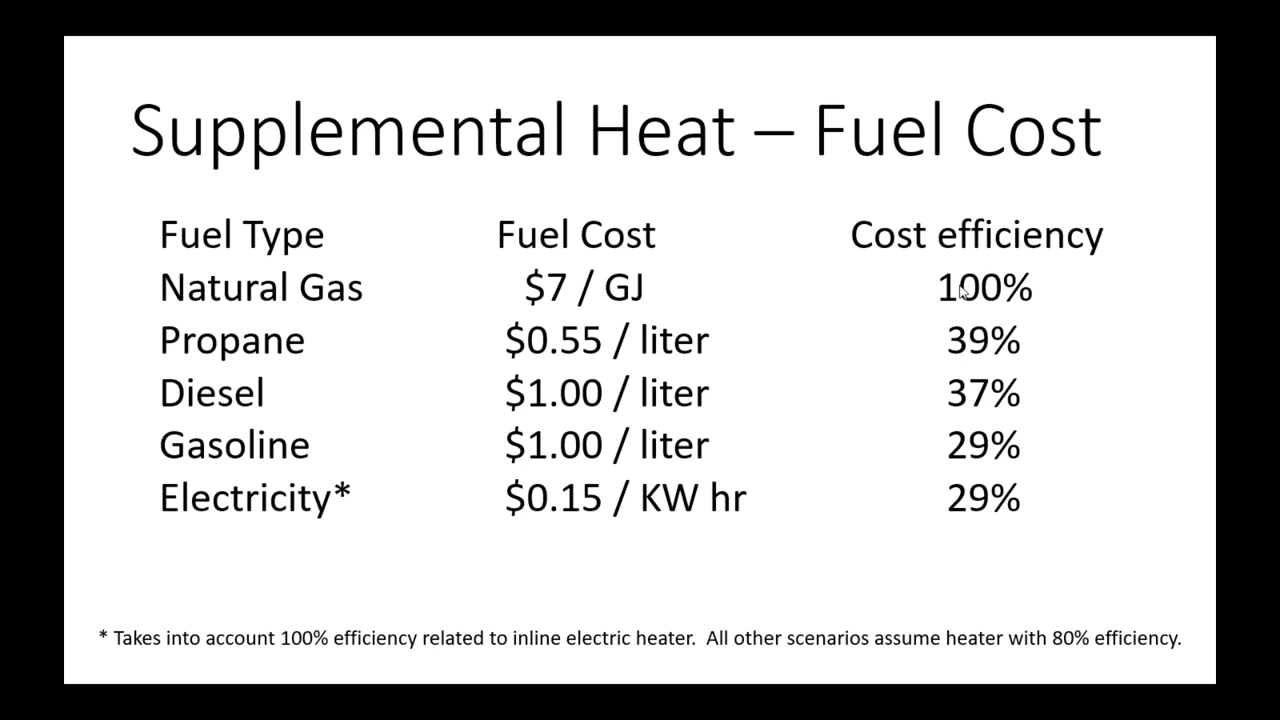 Supplemental Heat – Fuel Cost
Fuel Type Fuel Cost Cost efficiency
Natural Gas $7 / GJ 100%
Propane $0.55 / liter 39%
Diesel $1.00 / liter 37%
Gasoline $1.00 / liter 29%
Electricity* $0.15 / KW hr 29%
* Takes into account 100% efficiency related to inline electric heater.  All other scenarios assume heater with 80% efficiency.